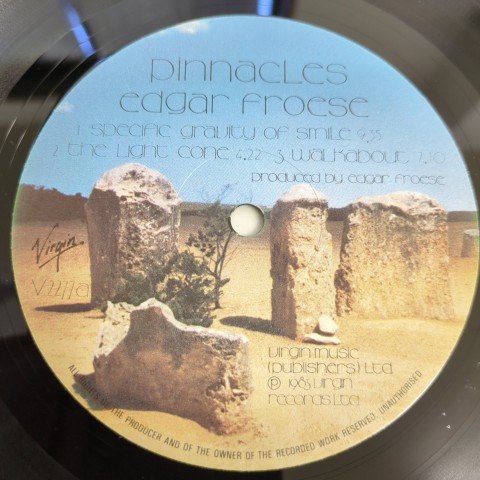 Pinnacles
edgar froese
1. specific gravity of smile 9.35
2. the light cone 4.22 3. walkabout 7.10
produced by edgar froese
Virgin
virgin music
(publishers) Ltd
℗ 1983 virgin
records Ltd
THE PRODUCER AND OF THE OWNER OF THE RECORDED WORK RESERVED. UNAUTHORISED